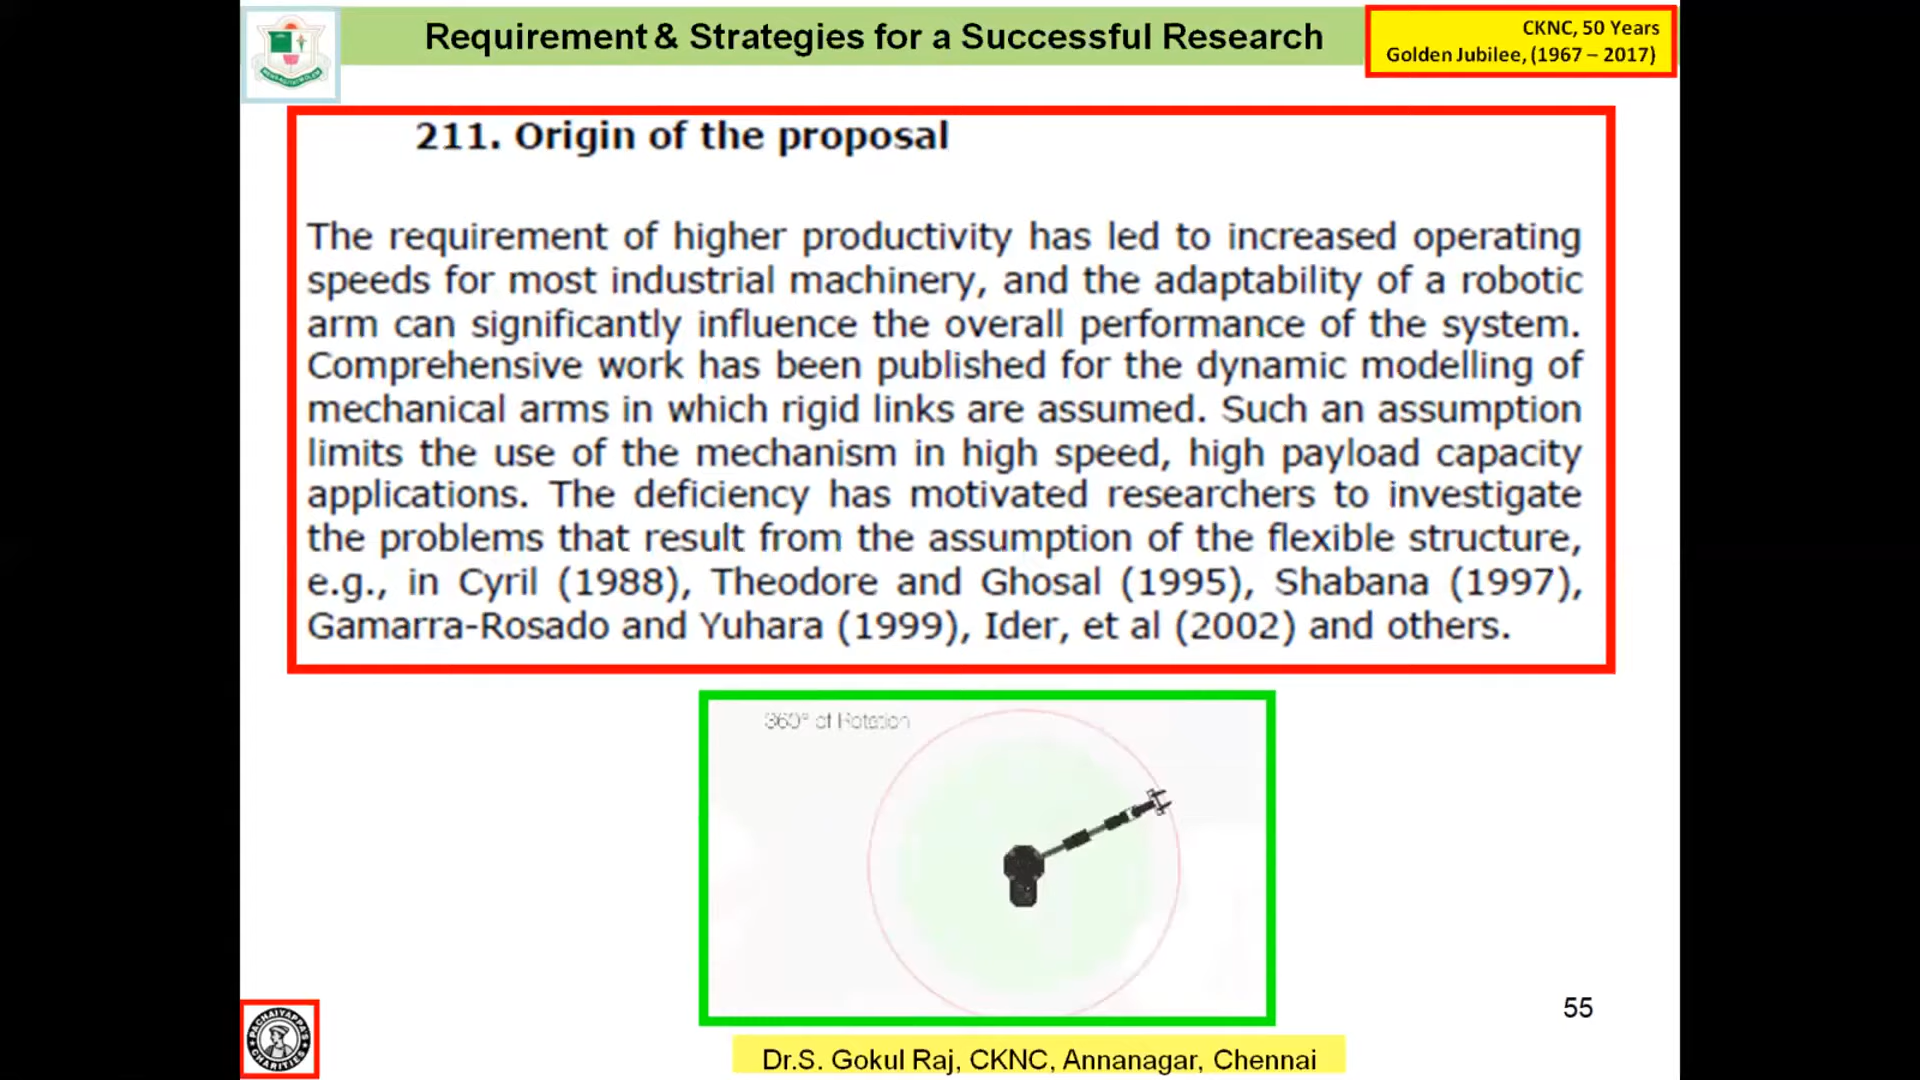 Requirement & Strategies for a Successful Research
CKNC, 50 Years
Golden Jubilee, (1967 – 2017)
211. Origin of the proposal
The requirement of higher productivity has led to increased operating
speeds for most industrial machinery, and the adaptability of a robotic
arm can significantly influence the overall performance of the system.
Comprehensive work has been published for the dynamic modelling of
mechanical arms in which rigid links are assumed. Such an assumption
limits the use of the mechanism in high speed, high payload capacity
applications. The deficiency has motivated researchers to investigate
the problems that result from the assumption of the flexible structure,
e.g., in Cyril (1988), Theodore and Ghosal (1995), Shabana (1997),
Gamarra-Rosado and Yuhara (1999), Ider, et al (2002) and others.
360° of Rotation
55
PACHAIYAPPA'S
CHARITIES
Dr.S. Gokul Raj, CKNC, Annanagar, Chennai